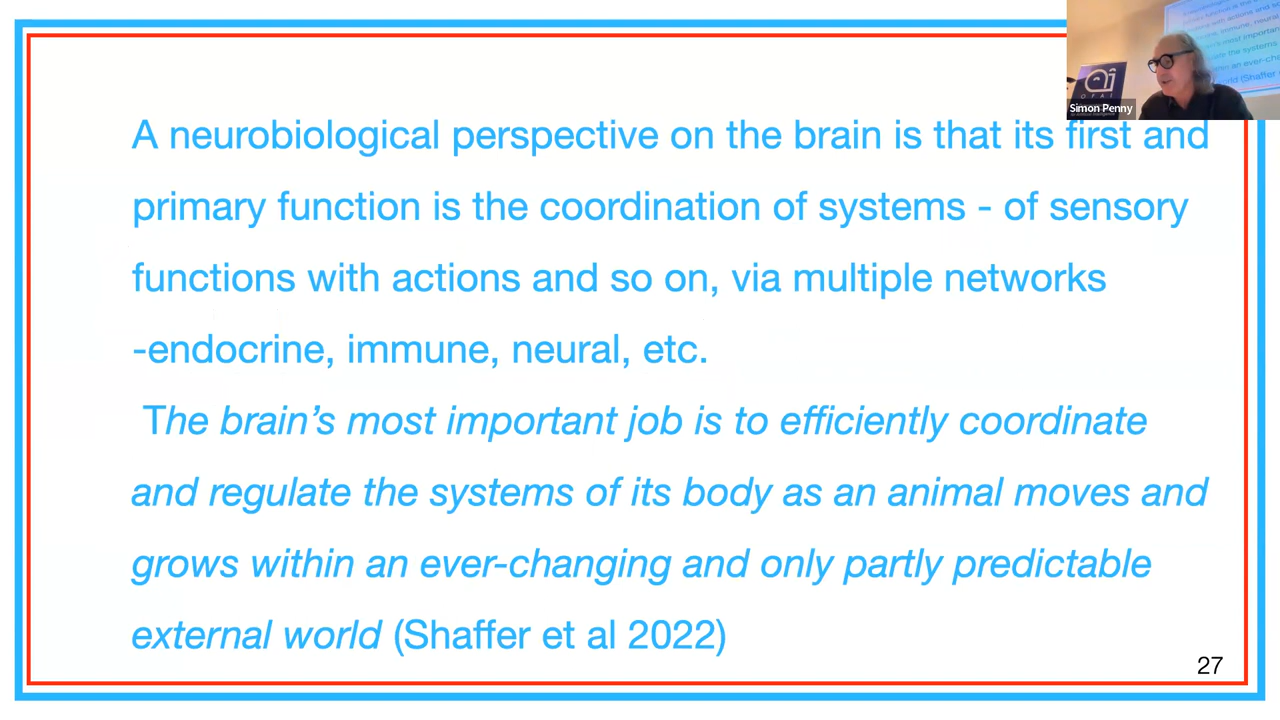 A neurobiological perspective on the brain is that its first and
primary function is the coordination of systems - of sensory
functions with actions and so on, via multiple networks
-endocrine, immune, neural, etc.
The brain’s most important job is to efficiently coordinate
and regulate the systems of its body as an animal moves and
grows within an ever-changing and only partly predictable
external world (Shaffer et al 2022)
27
Simon Penny